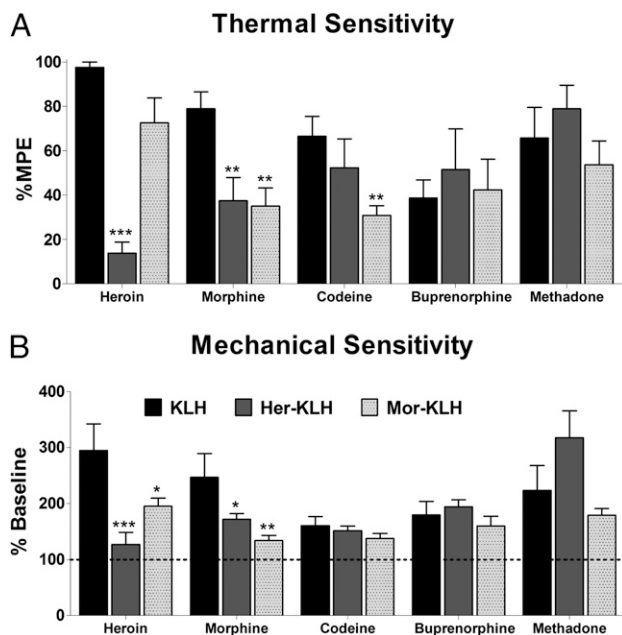 A
Thermal Sensitivity
%MPE
100
80
60
40
20
0
***
** **
**
Heroin Morphine Codeine Buprenorphine Methadone
B
Mechanical Sensitivity
KLH Her-KLH Mor-KLH
% Baseline
400
300
200
100
0
*** *
* **
Heroin Morphine Codeine Buprenorphine Methadone